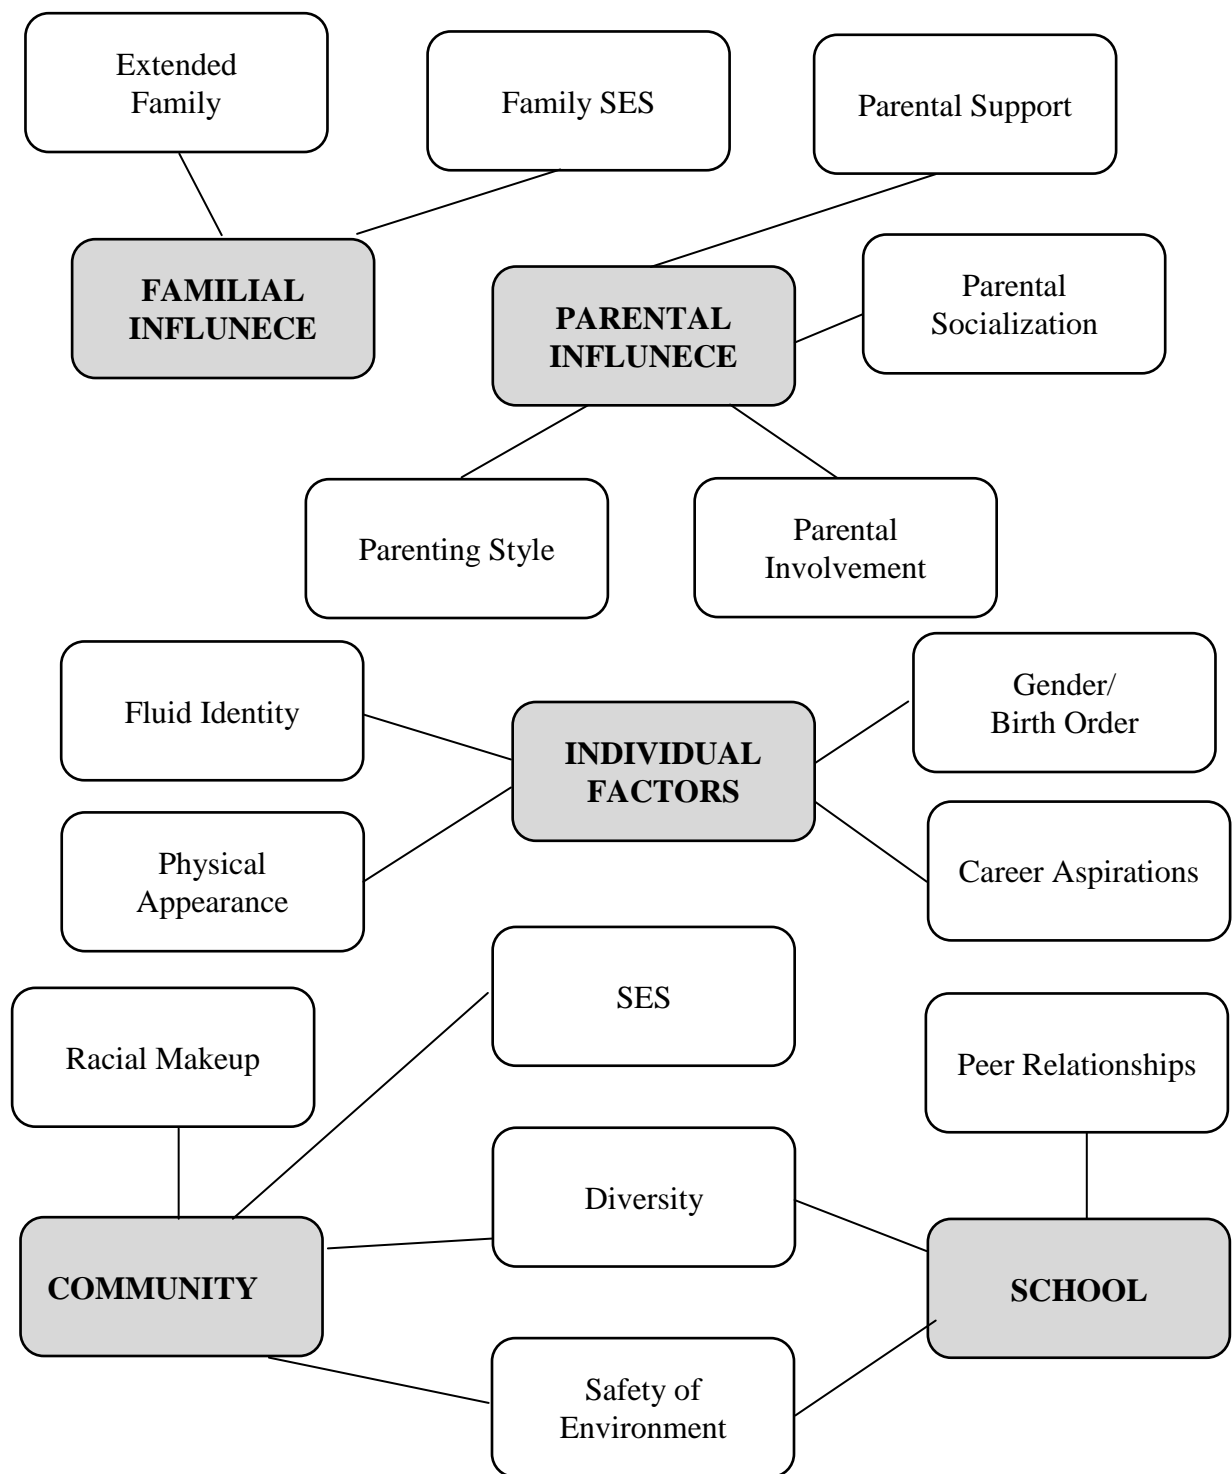 Extended
Family
Family SES
Parental Support
FAMILIAL
INFLUNECE
PARENTAL
INFLUNECE
Parental
Socialization
Parenting Style
Parental
Involvement
Fluid Identity
INDIVIDUAL
FACTORS
Gender/
Birth Order
Physical
Appearance
Career Aspirations
SES
Racial Makeup
Peer Relationships
Diversity
COMMUNITY
SCHOOL
Safety of
Environment